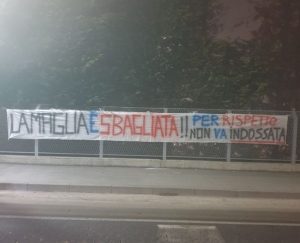 LA MAGLIA È SBAGLIATA!! PER RISPETTO
NON VA INDOSSATA